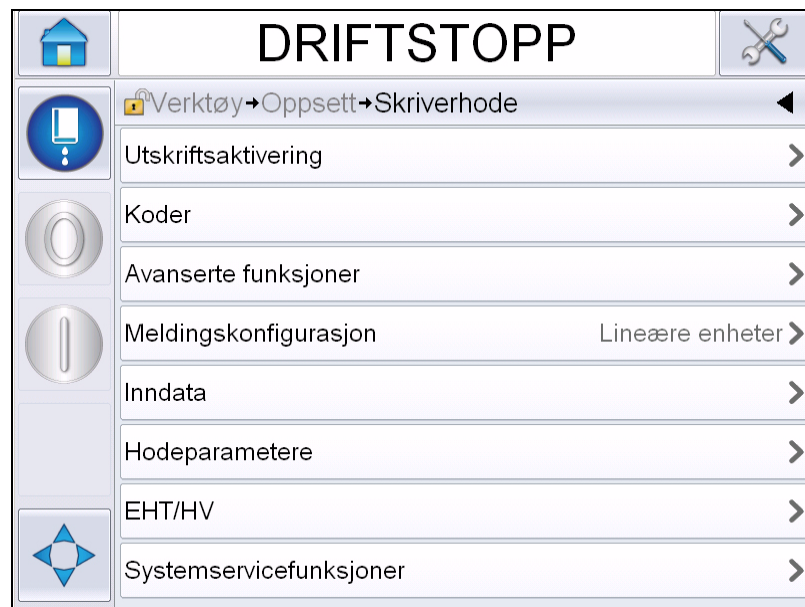 DRIFTSTOPP
Verktøy→Oppsett→Skriverhode
Utskriftsaktivering
Koder
Avanserte funksjoner
Meldingskonfigurasjon Lineære enheter
Inndata
Hodeparametere
EHT/HV
Systemservicefunksjoner